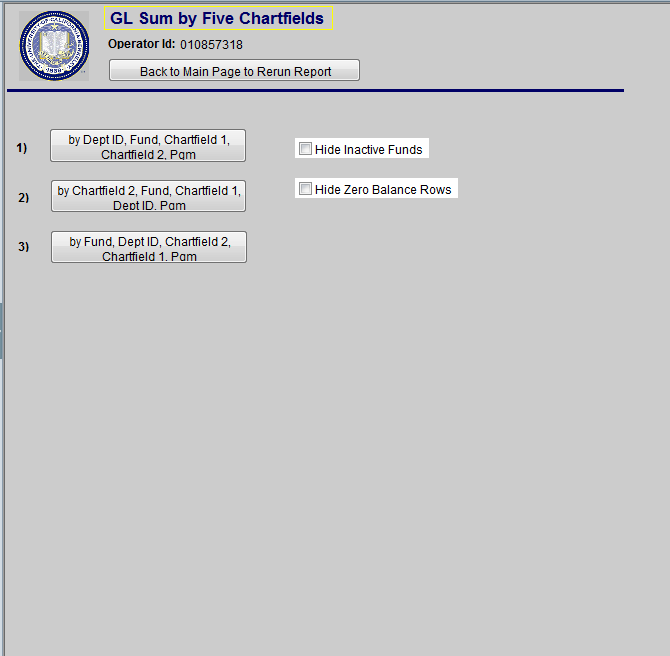 GL Sum by Five Chartfields
Operator Id: 010857318
Back to Main Page to Rerun Report
1)
by Dept ID, Fund, Chartfield 1,
Chartfield 2, Pgm
Hide Inactive Funds
2)
by Chartfield 2, Fund, Chartfield 1,
Dept ID, Pgm
Hide Zero Balance Rows
3)
by Fund, Dept ID, Chartfield 2,
Chartfield 1, Pgm